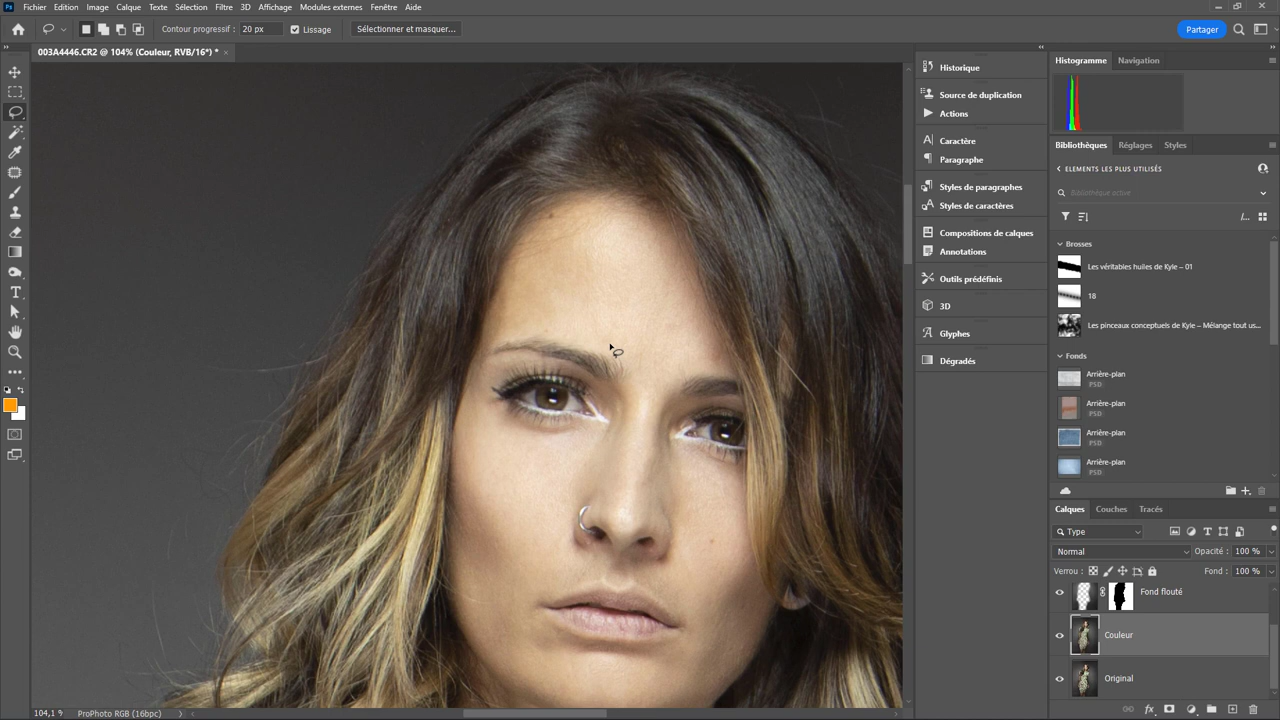 Ps Fichier Edition Image Calque Texte Sélection Filtre 3D Affichage Modules externes Fenêtre Aide
Contour progressif : 20 px Lissage Sélectionner et masquer... Partager
003A4446.CR2 @ 104% (Couleur, RVB/16*) * ×
Historique
Source de duplication
Actions
Caractère
Paragraphe
Styles de paragraphes
Styles de caractères
Compositions de calques
Annotations
Outils prédéfinis
3D
Glyphes
Dégradés
Histogramme Navigation
Bibliothèques Réglages Styles
ELEMENTS LES PLUS UTILISÉS
Bibliothèque active
Brosses
Les véritables huiles de Kyle – 01
18
Les pinceaux conceptuels de Kyle – Mélange tout us...
Fonds
Arrière-plan
PSD
Arrière-plan
PSD
Arrière-plan
PSD
Arrière-plan
PSD
Calques Couches Tracés
Type
Normal Opacité : 100 %
Verrou : Fond : 100 %
Fond flouté
Couleur
Original
104,1 % ProPhoto RGB (16bpc)